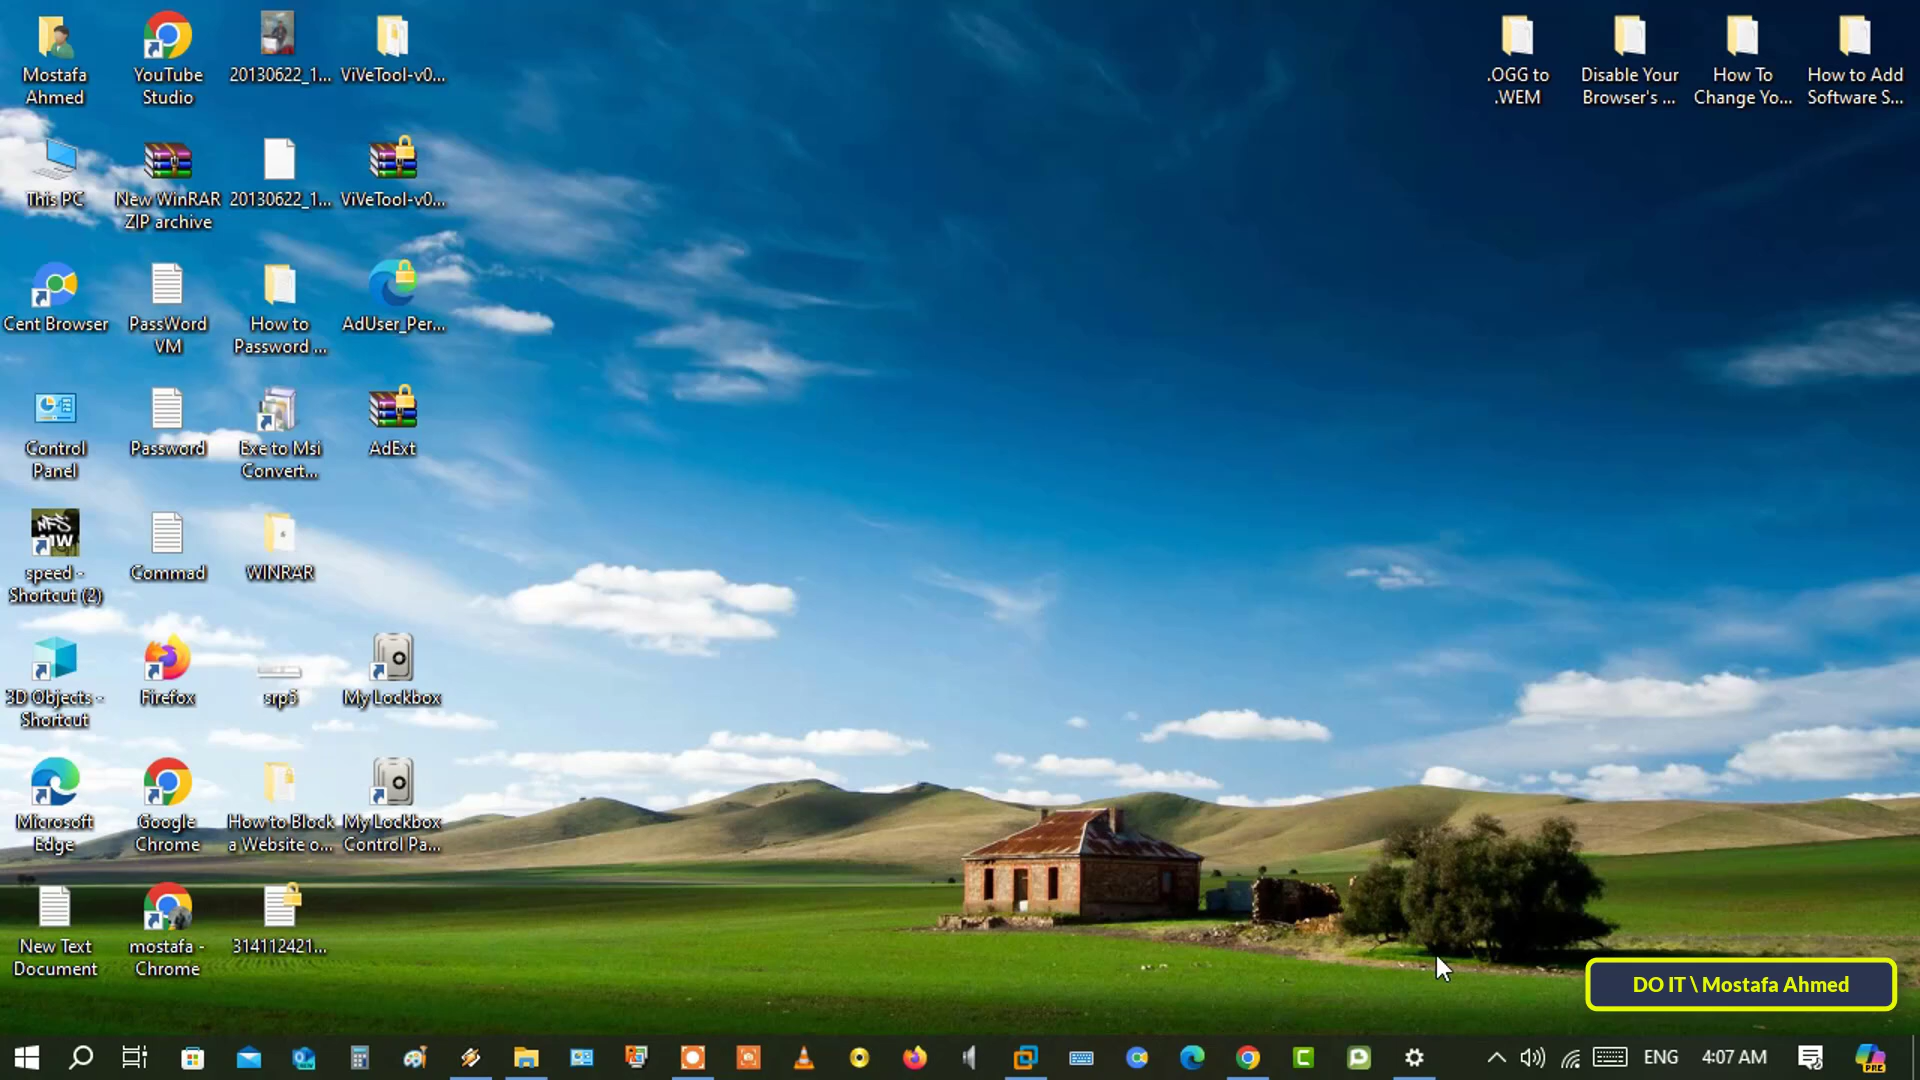 Mostafa
Ahmed
YouTube
Studio
20130622_1...
ViVeTool-v0...
.OGG to
.WEM
Disable Your
Browser's ...
How To
Change Yo...
How to Add
Software S...
This PC
New WinRAR
ZIP archive
20130622_1...
ViVeTool-v0...
Cent Browser
PassWord
VM
How to
Password ...
AdUser_Per...
Control
Panel
Password
Exe to Msi
Convert...
AdExt
NFS
MW
speed -
Shortcut (2)
Commad
WINRAR
3D Objects -
Shortcut
Firefox
srp5
My Lockbox
Microsoft
Edge
Google
Chrome
How to Block
a Website o...
My Lockbox
Control Pa...
New Text
Document
mostafa -
Chrome
314112421...
DO IT \ Mostafa Ahmed
ENG
4:07 AM
PRE